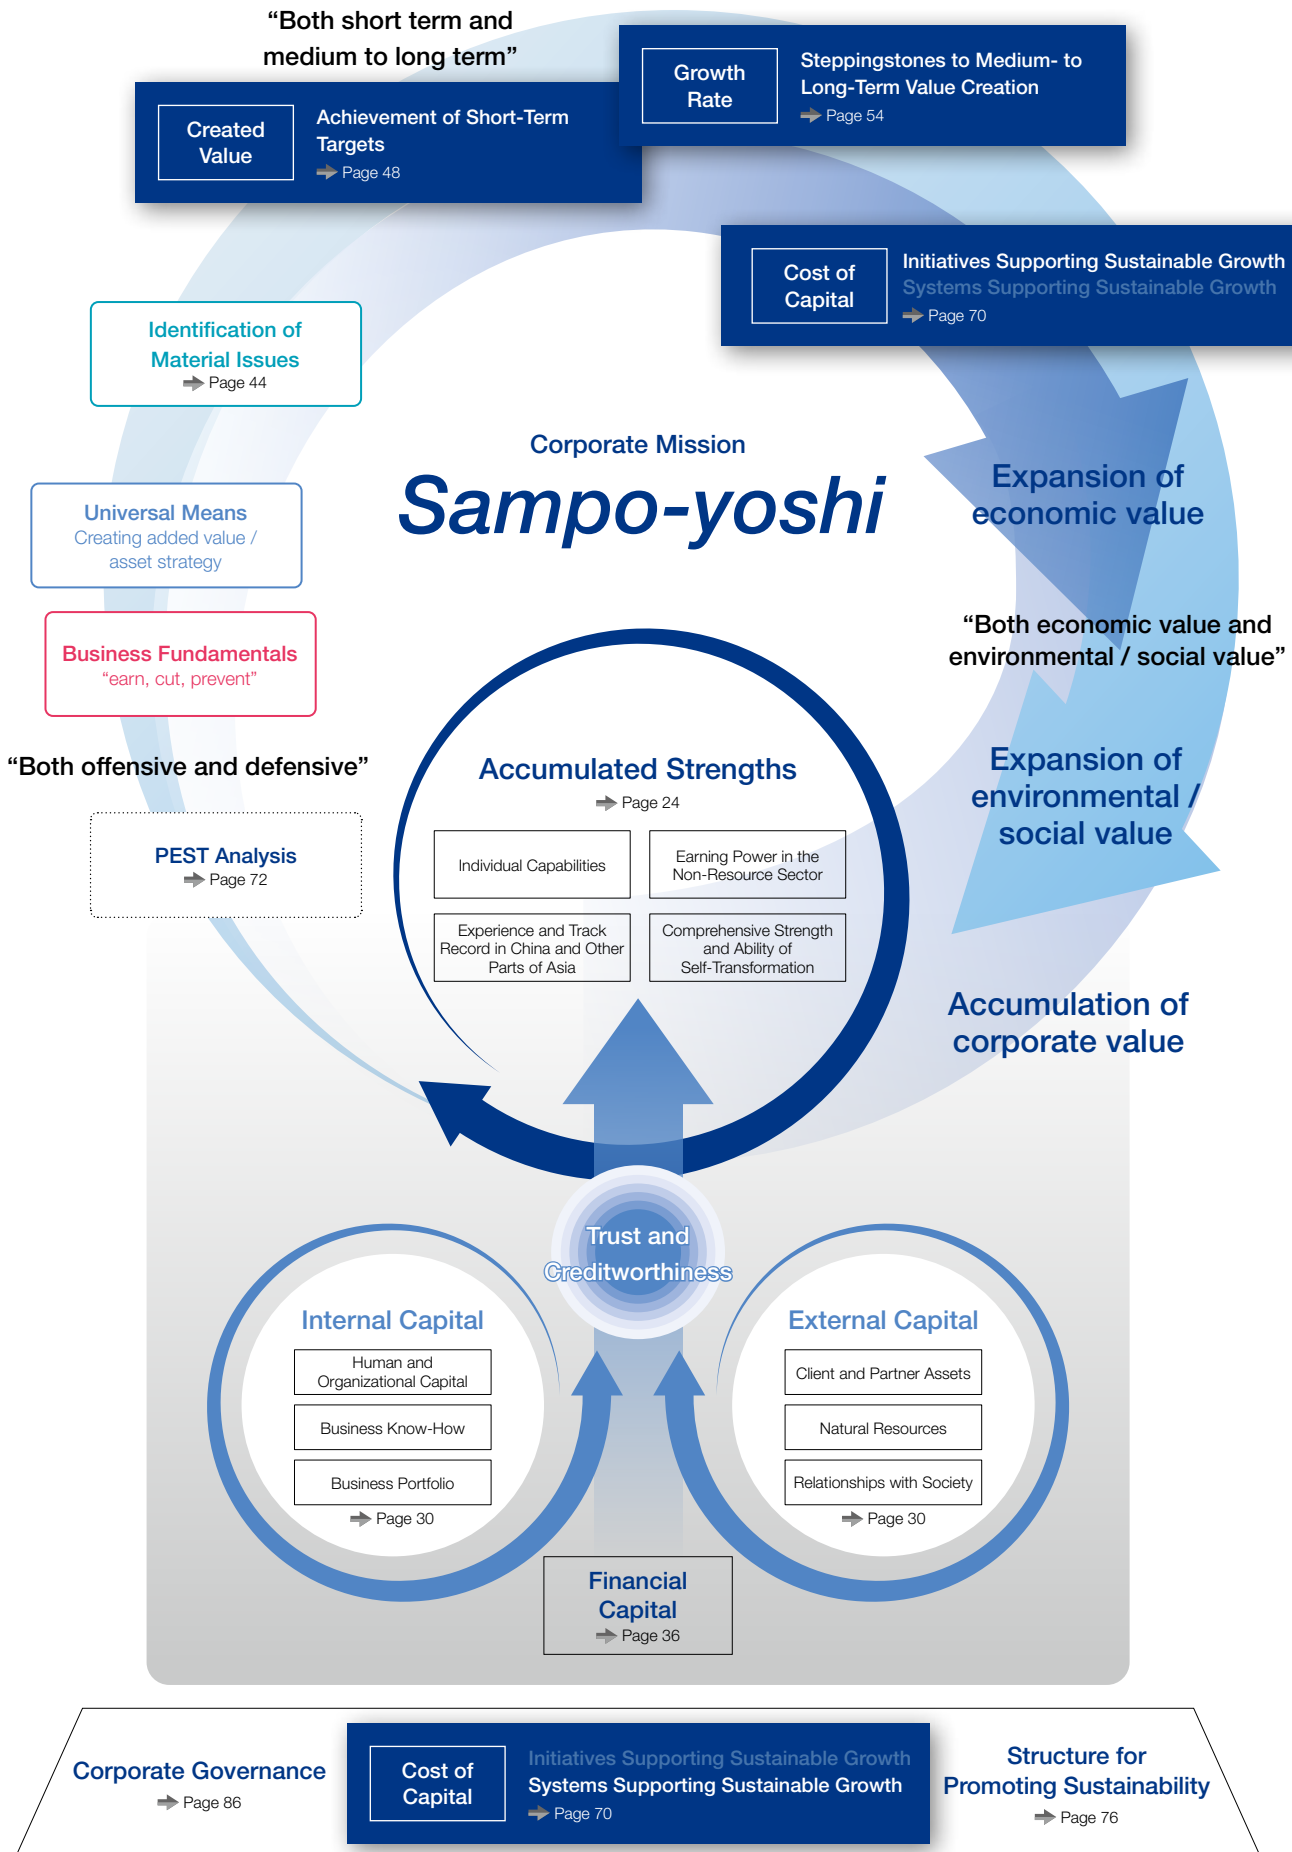 “Both short term and
medium to long term”
Created
Value
Achievement of Short-Term
Targets
Page 48
Growth
Rate
Steppingstones to Medium- to
Long-Term Value Creation
Page 54
Cost of
Capital
Initiatives Supporting Sustainable Growth
Systems Supporting Sustainable Growth
Page 70
Identification of
Material Issues
Page 44
Corporate Mission
Sampo-yoshi
Universal Means
Creating added value /
asset strategy
Business Fundamentals
“earn, cut, prevent”
“Both offensive and defensive”
PEST Analysis
Page 72
Expansion of
economic value
“Both economic value and
environmental / social value”
Expansion of
environmental /
social value
Accumulation of
corporate value
Accumulated Strengths
Page 24
Individual Capabilities
Earning Power in the
Non-Resource Sector
Experience and Track
Record in China and Other
Parts of Asia
Comprehensive Strength
and Ability of
Self-Transformation
Trust and
Creditworthiness
Internal Capital
Human and
Organizational Capital
Business Know-How
Business Portfolio
Page 30
External Capital
Client and Partner Assets
Natural Resources
Relationships with Society
Page 30
Financial
Capital
Page 36
Corporate Governance
Page 86
Cost of
Capital
Initiatives Supporting Sustainable Growth
Systems Supporting Sustainable Growth
Page 70
Structure for
Promoting Sustainability
Page 76